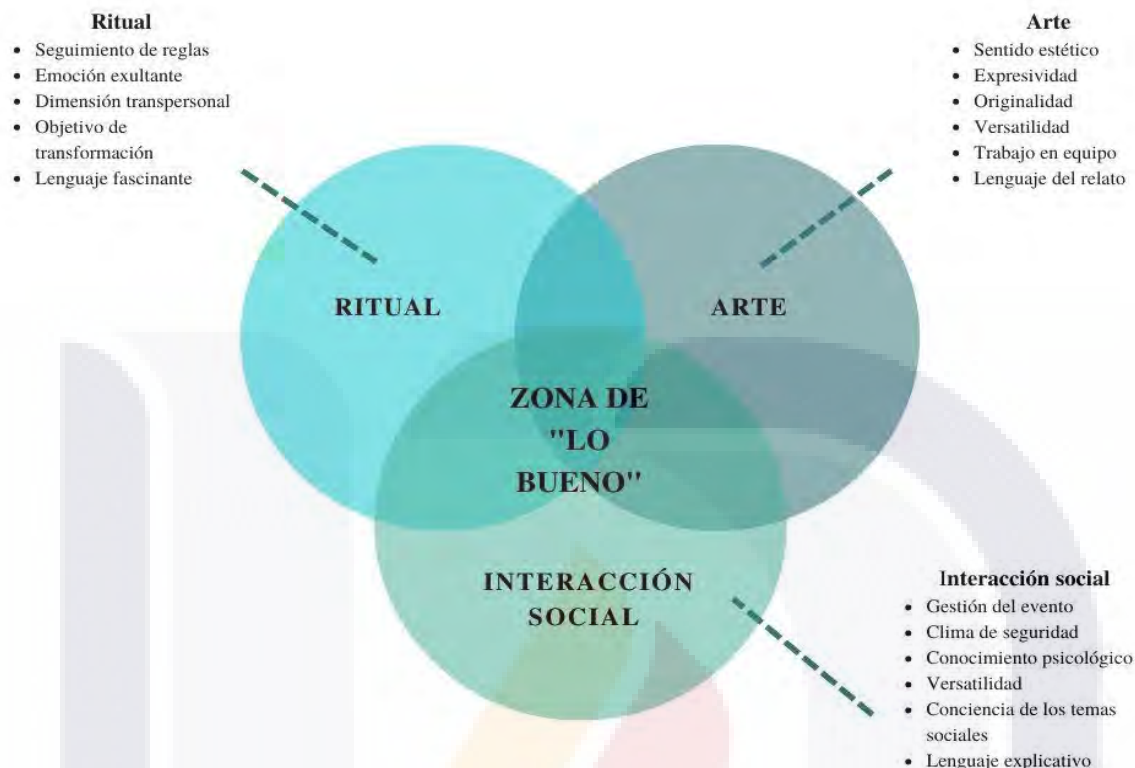 Ritual
• Seguimiento de reglas
• Emoción exultante
• Dimensión transpersonal
• Objetivo de
transformación
• Lenguaje fascinante
Arte
• Sentido estético
• Expresividad
• Originalidad
• Versatilidad
• Trabajo en equipo
• Lenguaje del relato
RITUAL
ARTE
ZONA DE
"LO
BUENO"
INTERACCIÓN
SOCIAL
Interacción social
• Gestión del evento
• Clima de seguridad
• Conocimiento psicológico
• Versatilidad
• Conciencia de los temas
sociales
• Lenguaje explicativo